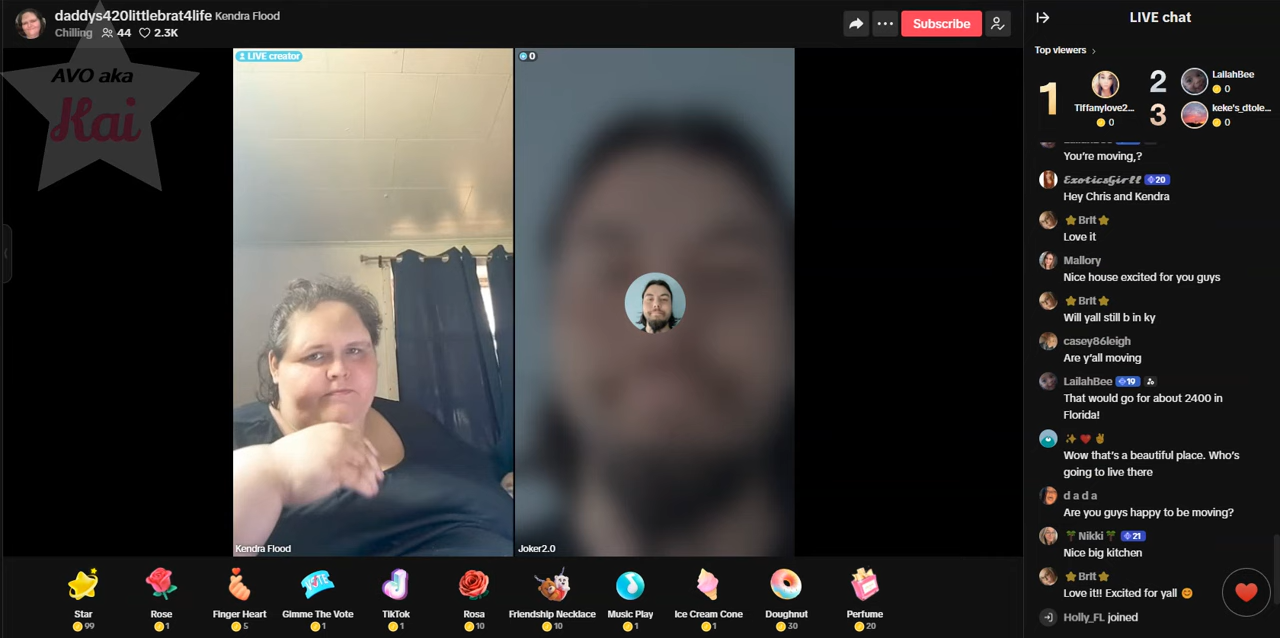 daddys420littlebrat4life Kendra Flood
Chilling 44 2.3K
Subscribe
AVO aka
Kai
LIVE creator
0
Kendra Flood
Joker2.0
Star
99
Rose
1
Finger Heart
5
Gimme The Vote
1
TikTok
1
Rosa
10
Friendship Necklace
10
Music Play
1
Ice Cream Cone
1
Doughnut
30
Perfume
20
LIVE chat
Top viewers >
1
Tiffanylove2...
0
2
LailahBee
0
3
keke's_dtole...
0
You're moving,?
ExoticsGirll 20
Hey Chris and Kendra
⭐ Brit ⭐
Love it
Mallory
Nice house excited for you guys
⭐ Brit ⭐
Will yall still b in ky
casey86leigh
Are y'all moving
LailahBee 19
That would go for about 2400 in
Florida!
✨ ❤️ ✌
Wow that's a beautiful place. Who's
going to live there
d a d a
Are you guys happy to be moving?
🌴 Nikki 🌴 21
Nice big kitchen
⭐ Brit ⭐
Love it!! Excited for yall 😊
Holly_Fl. joined